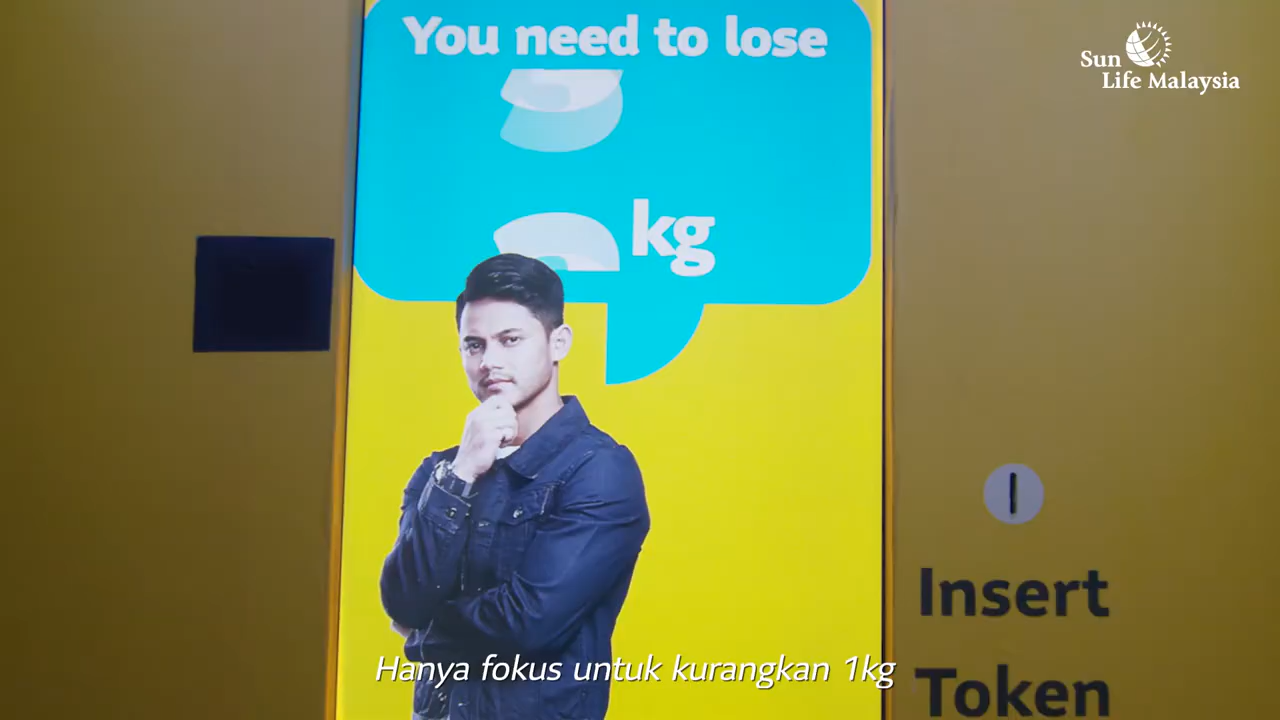 You need to lose
kg
Sun
Life Malaysia
Insert
Token
Hanya fokus untuk kurangkan 1kg